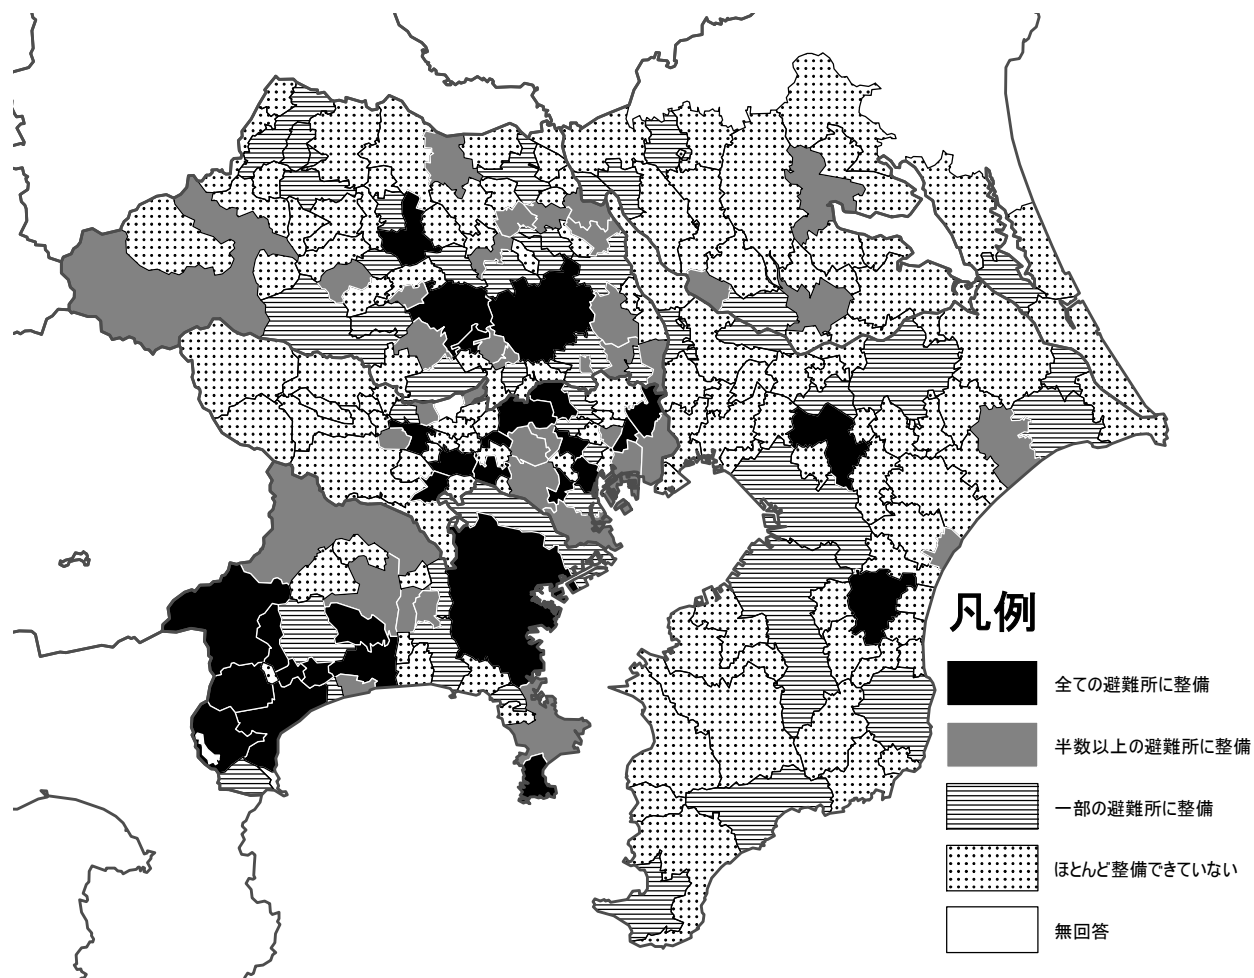 凡例
全ての避難所に整備
半数以上の避難所に整備
一部の避難所に整備
ほとんど整備できていない
無回答